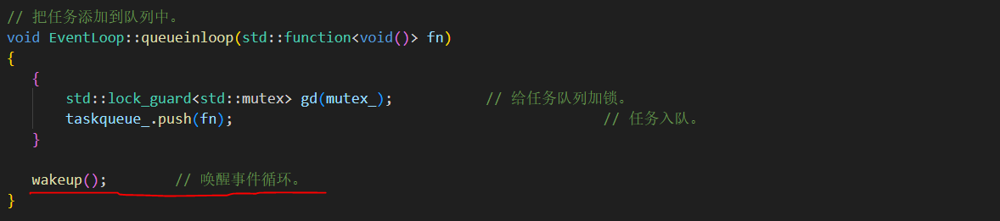 // 把任务添加到队列中。
void EventLoop::queueinloop(std::function<void()> fn)
{
    {
        std::lock_guard<std::mutex> gd(mutex_);          // 给任务队列加锁。
        taskqueue_.push(fn);                                        // 任务入队。
    }
    wakeup();        // 唤醒事件循环。
}